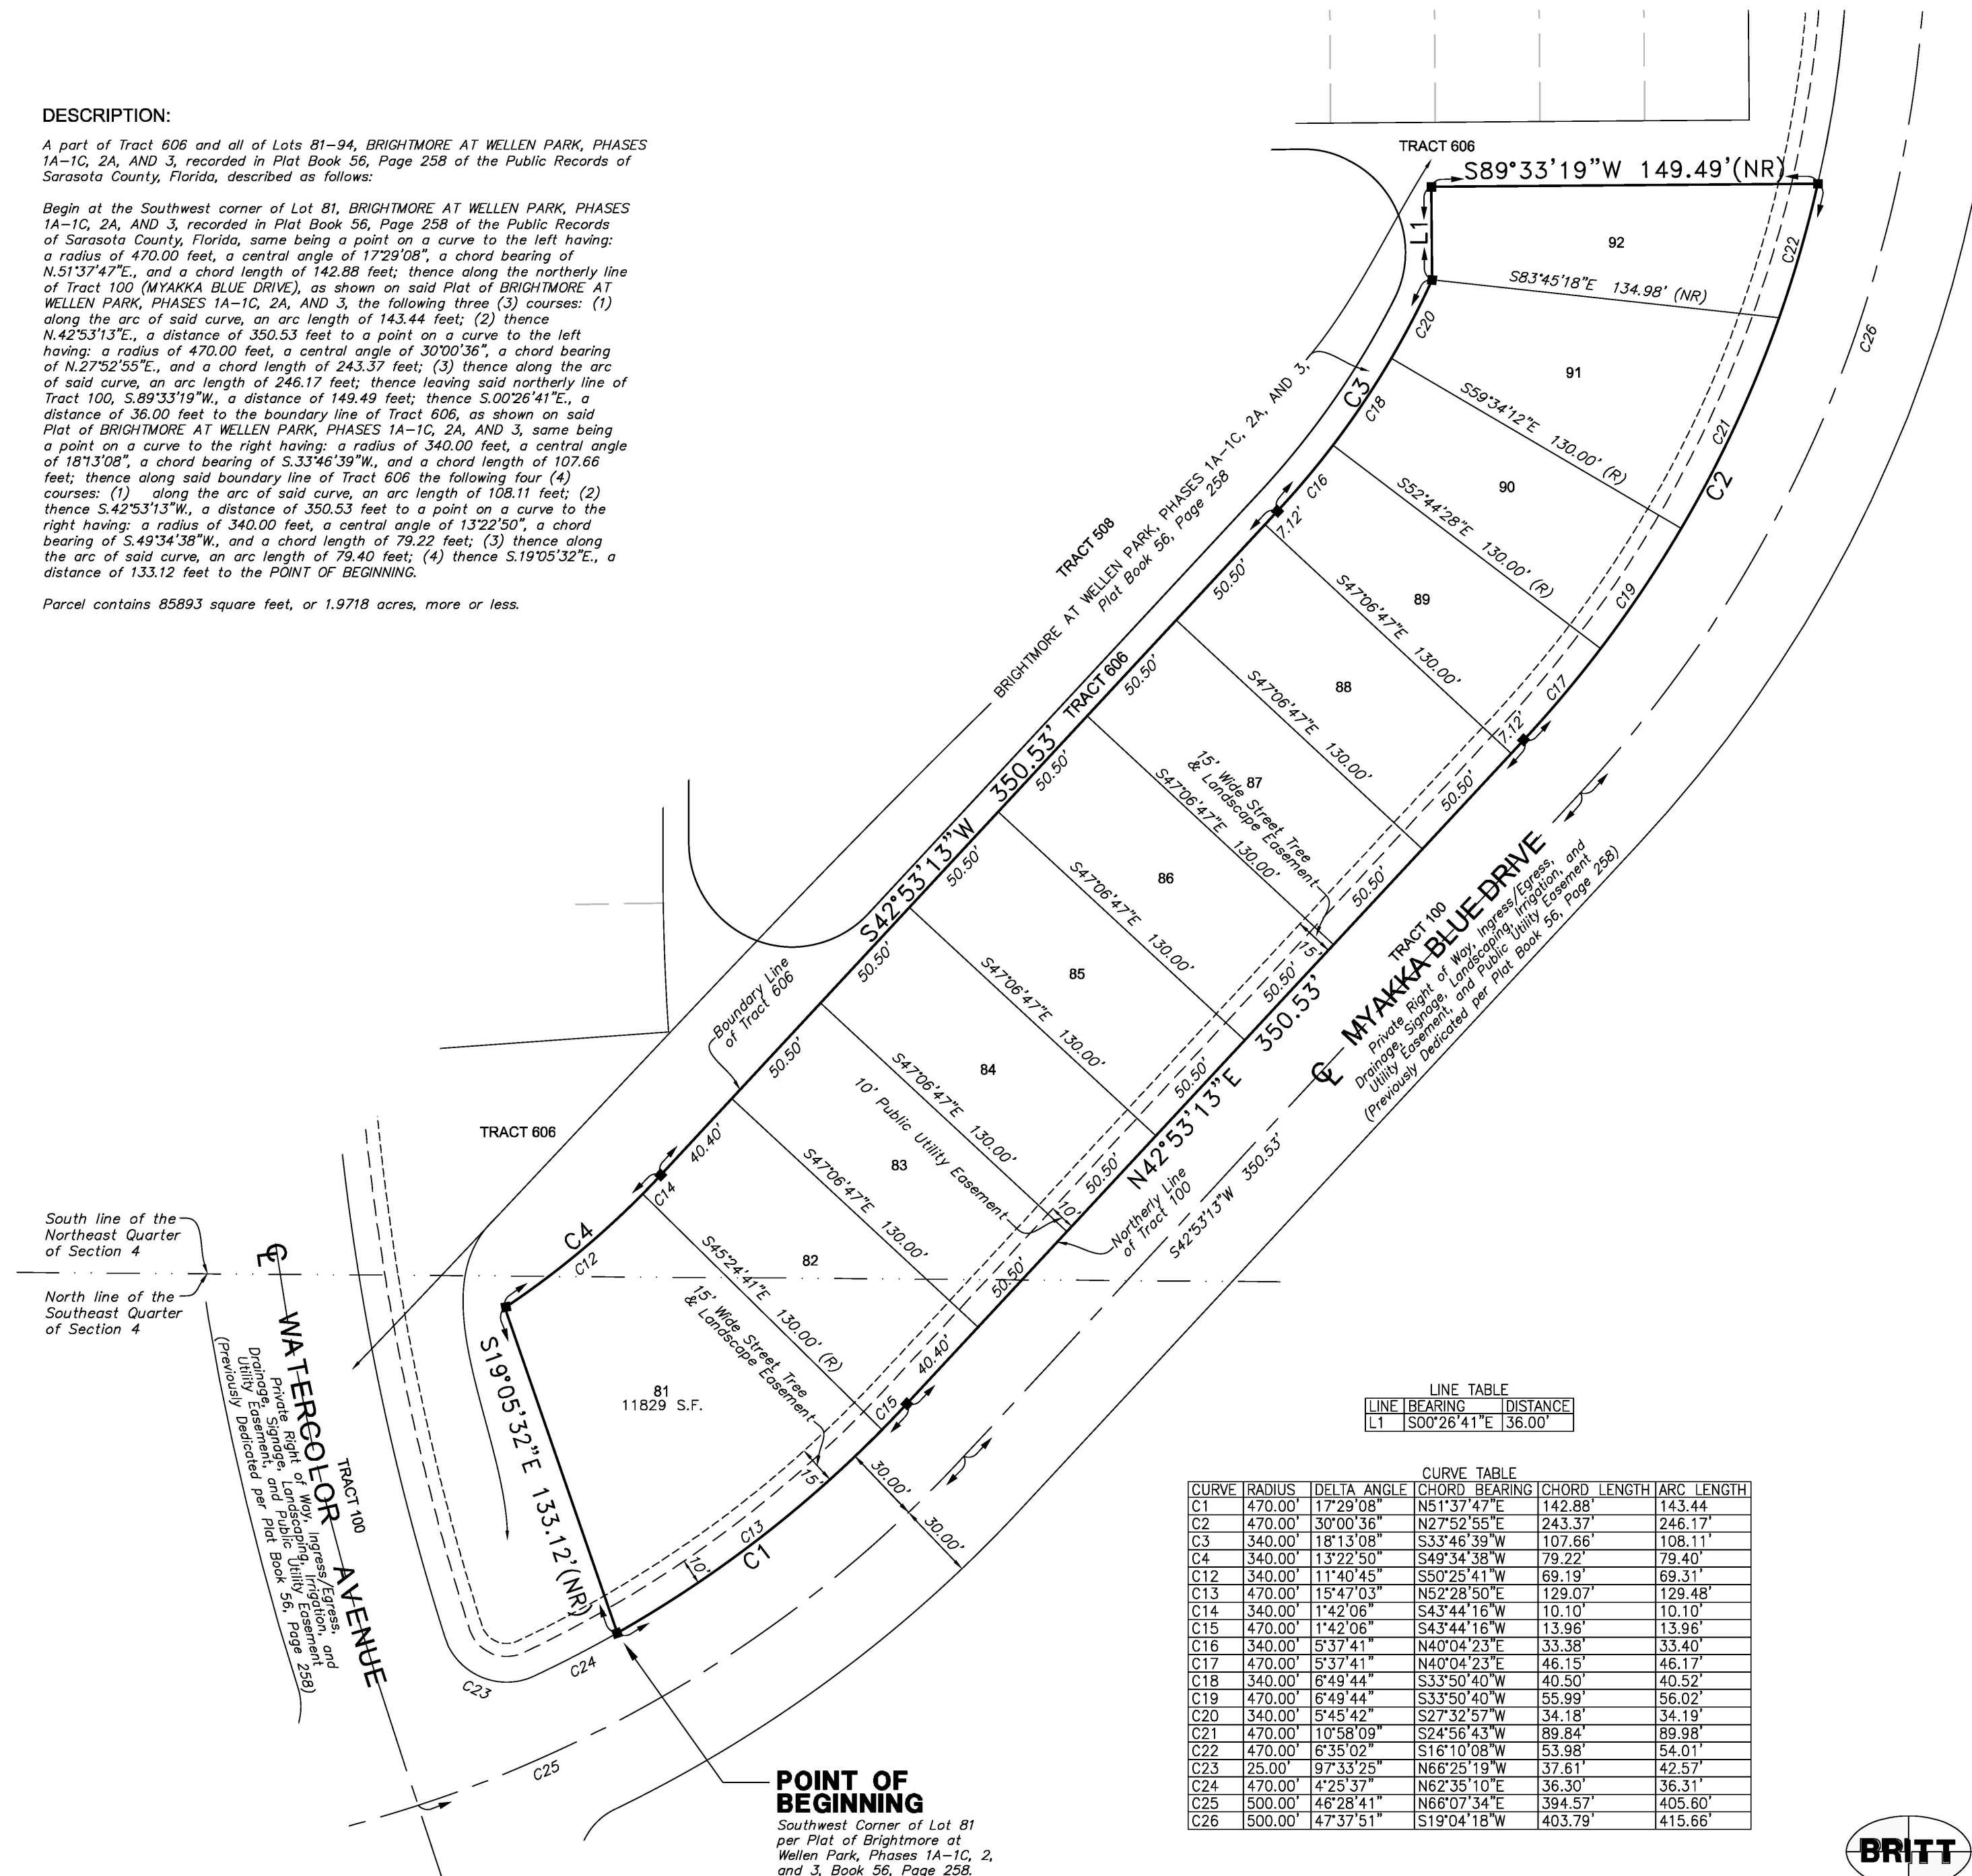 DESCRIPTION:
A part of Tract 606 and all of Lots 81-94, BRIGHTMORE AT WELLEN PARK, PHASES
1A-1C, 2A, AND 3, recorded in Plat Book 56, Page 258 of the Public Records of
Sarasota County, Florida, described as follows:
Begin at the Southwest corner of Lot 81, BRIGHTMORE AT WELLEN PARK, PHASES
1A-1C, 2A, AND 3, recorded in Plat Book 56, Page 258 of the Public Records
of Sarasota County, Florida, same being a point on a curve to the left having:
a radius of 470.00 feet, a central angle of 17°29'08", a chord bearing of
N.51°37'47"E., and a chord length of 142.88 feet; thence along the northerly line
of Tract 100 (MYAKKA BLUE DRIVE), as shown on said Plat of BRIGHTMORE AT
WELLEN PARK, PHASES 1A-1C, 2A, AND 3, the following three (3) courses: (1)
along the arc of said curve, an arc length of 143.44 feet; (2) thence
N.42°53'13"E., a distance of 350.53 feet to a point on a curve to the left
having: a radius of 470.00 feet, a central angle of 30°00'36", a chord bearing
of N.27°52'55"E., and a chord length of 243.37 feet; (3) thence along the arc
of said curve, an arc length of 246.17 feet; thence leaving said northerly line of
Tract 100, S.89°33'19"W., a distance of 149.49 feet; thence S.00°26'41"E., a
distance of 36.00 feet to the boundary line of Tract 606, as shown on said
Plat of BRIGHTMORE AT WELLEN PARK, PHASES 1A-1C, 2A, AND 3, same being
a point on a curve to the right having: a radius of 340.00 feet, a central angle
of 18°13'08", a chord bearing of S.33°46'39"W., and a chord length of 107.66
feet; thence along said boundary line of Tract 606 the following four (4)
courses: (1) along the arc of said curve, an arc length of 108.11 feet; (2)
thence S.42°53'13"W., a distance of 350.53 feet to a point on a curve to the
right having: a radius of 340.00 feet, a central angle of 13°22'50", a chord
bearing of S.49°34'38"W., and a chord length of 79.22 feet; (3) thence along
the arc of said curve, an arc length of 79.40 feet; (4) thence S.19°05'32"E., a
distance of 133.12 feet to the POINT OF BEGINNING.
Parcel contains 85893 square feet, or 1.9718 acres, more or less.
TRACT 606
S89°33'19"W 149.49'(NR)
L1
92
C22
S83°45'18"E 134.98' (NR)
C20
C26
91
C3
C18
S59°34'12"E 130.00' (R)
C21
C2
90
C16
S52°44'28"E 130.00' (R)
7.12'
BRIGHTMORE AT WELLEN PARK, PHASES 1A-1C, 2A, AND 3,
Plat Book 56, Page 258
TRACT 508
50.50'
89
C19
S47°06'47"E 130.00'
C17
7.12'
TRACT 606
50.50'
88
S47°06'47"E 130.00'
S42°53'13"W 350.53'
50.50'
15' Wide Street Tree
& Landscape Easement
87
S47°06'47"E 130.00'
50.50'
50.50'
86
S47°06'47"E 130.00'
50.50'
15'
50.50'
50.50'
85
S47°06'47"E 130.00'
TRACT 100
MYAKKA BLUE DRIVE
Private Right of Way, Ingress/Egress,
Drainage, Signage, Landscaping, Irrigation, and
Utility Easement, and Public Utility Easement
(Previously Dedicated per Plat Book 56, Page 258)
Boundary Line
of Tract 606
50.50'
84
S47°06'47"E 130.00'
50.50'
N42°53'13"E 350.53'
10' Public Utility Easement
TRACT 606
40.40'
83
S47°06'47"E 130.00'
50.50'
10'
Northerly Line
of Tract 100
S42°53'13"W 350.53'
C14
C4
C12
82
50.50'
S45°24'41"E 130.00' (R)
15' Wide Street Tree
& Landscape Easement
40.40'
C15
South line of the
Northeast Quarter
of Section 4
North line of the
Southeast Quarter
of Section 4
81
11829 S.F.
S19°05'32"E 133.12'(NR)
15'
30.00'
30.00'
C13
C1
10'
TRACT 100
WATERCOLOR AVENUE
Private Right of Way, Ingress/Egress,
Drainage, Signage, Landscaping, Irrigation, and
Utility Easement, and Public Utility Easement
(Previously Dedicated per Plat Book 56, Page 258)
C23
C24
C25
POINT OF
BEGINNING
Southwest Corner of Lot 81
per Plat of Brightmore at
Wellen Park, Phases 1A-1C, 2,
and 3, Book 56, Page 258.
LINE TABLE
LINE BEARING DISTANCE
L1 S00°26'41"E 36.00'
CURVE TABLE
CURVE RADIUS DELTA ANGLE CHORD BEARING CHORD LENGTH ARC LENGTH
C1 470.00' 17°29'08" N51°37'47"E 142.88' 143.44
C2 470.00' 30°00'36" N27°52'55"E 243.37' 246.17'
C3 340.00' 18°13'08" S33°46'39"W 107.66' 108.11'
C4 340.00' 13°22'50" S49°34'38"W 79.22' 79.40'
C12 340.00' 11°40'45" S50°25'41"W 69.19' 69.31'
C13 470.00' 15°47'03" N52°28'50"E 129.07' 129.48'
C14 340.00' 1°42'06" S43°44'16"W 10.10' 10.10'
C15 470.00' 1°42'06" S43°44'16"W 13.96' 13.96'
C16 340.00' 5°37'41" N40°04'23"E 33.38' 33.40'
C17 470.00' 5°37'41" N40°04'23"E 46.15' 46.17'
C18 340.00' 6°49'44" S33°50'40"W 40.50' 40.52'
C19 470.00' 6°49'44" S33°50'40"W 55.99' 56.02'
C20 340.00' 5°45'42" S27°32'57"W 34.18' 34.19'
C21 470.00' 10°58'09" S24°56'43"W 89.84' 89.98'
C22 470.00' 6°35'02" S16°10'08"W 53.98' 54.01'
C23 25.00' 97°33'25" N66°25'19"W 37.61' 42.57'
C24 470.00' 4°25'37" N62°35'10"E 36.30' 36.31'
C25 500.00' 46°28'41" N66°07'34"E 394.57' 405.60'
C26 500.00' 47°37'51" S19°04'18"W 403.79' 415.66'
BRITT